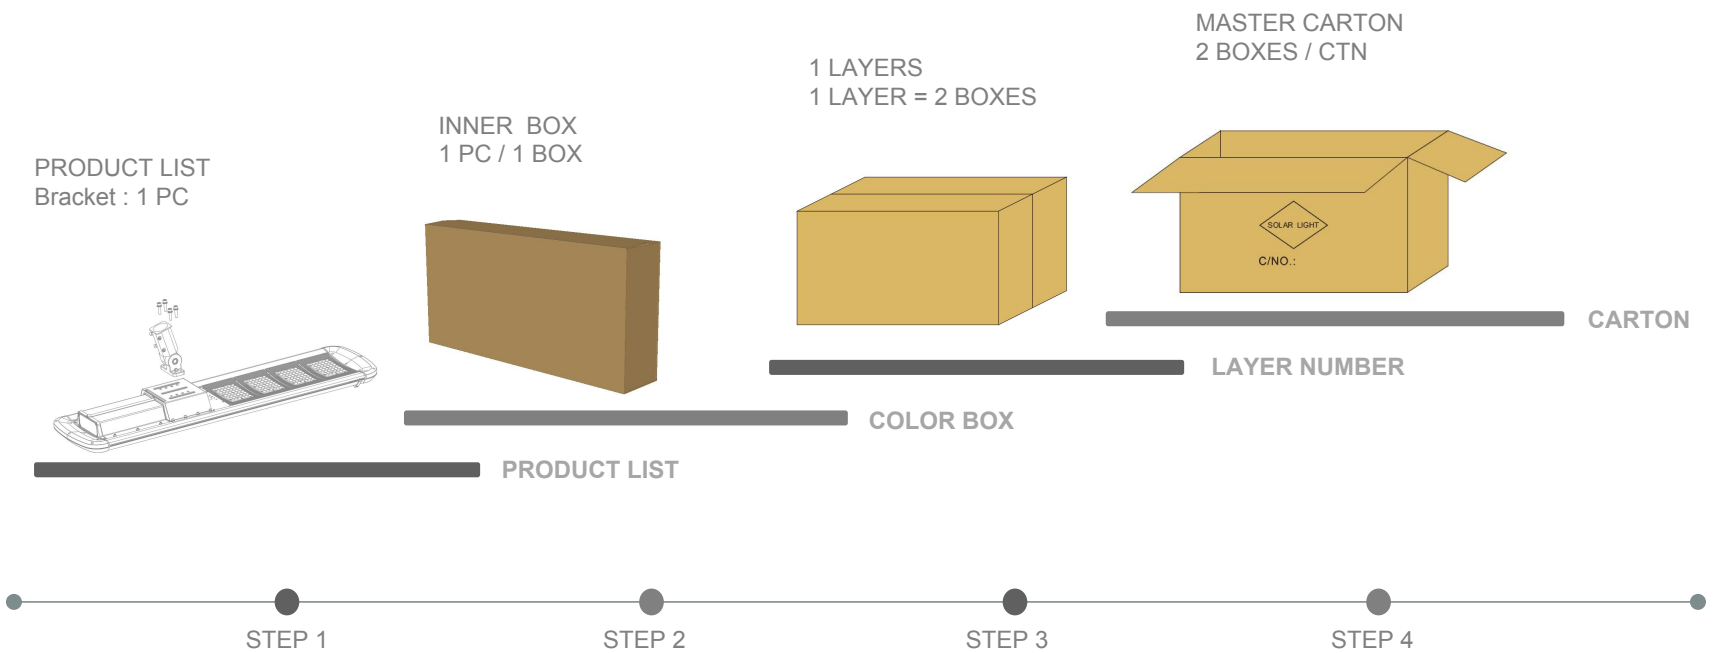 PRODUCT LIST
Bracket : 1 PC
INNER  BOX
1 PC / 1 BOX
1 LAYERS
1 LAYER = 2 BOXES
MASTER CARTON
2 BOXES / CTN
SOLAR LIGHT
C/NO.:
CARTON
LAYER NUMBER
COLOR BOX
PRODUCT LIST
STEP 1
STEP 2
STEP 3
STEP 4